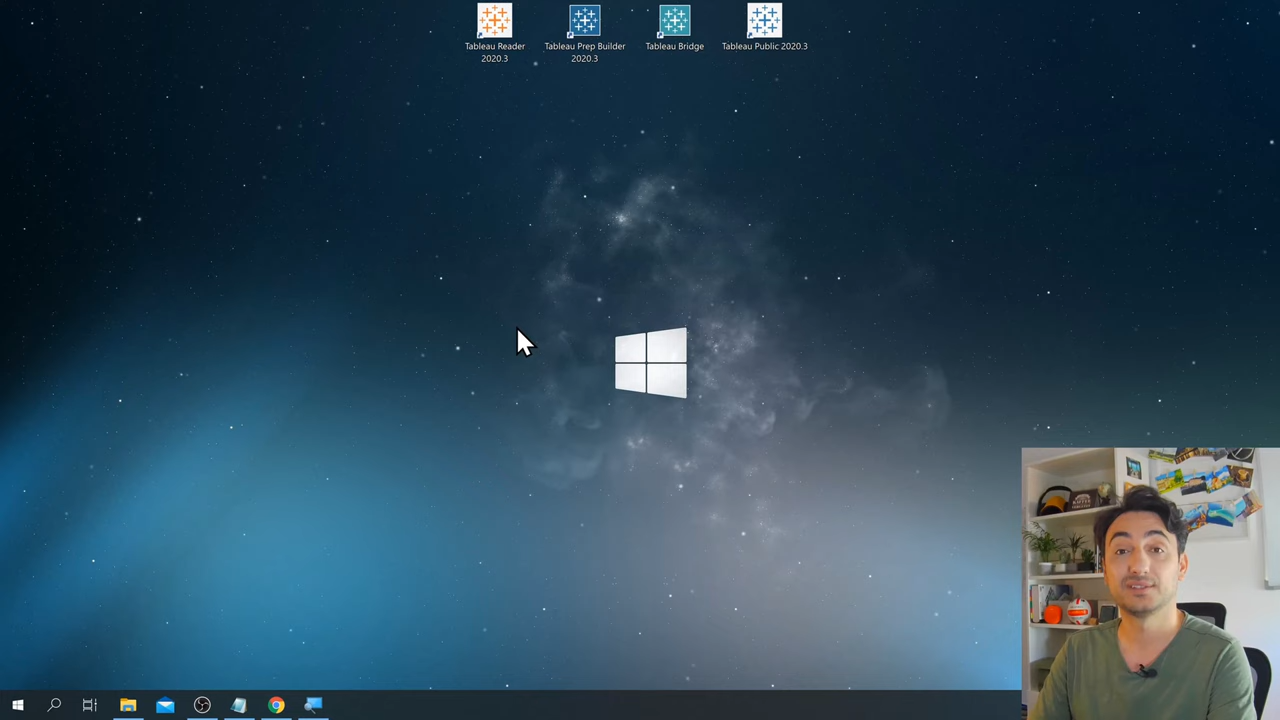 Tableau Reader
2020.3
Tableau Prep Builder
2020.3
Tableau Bridge
Tableau Public 2020.3